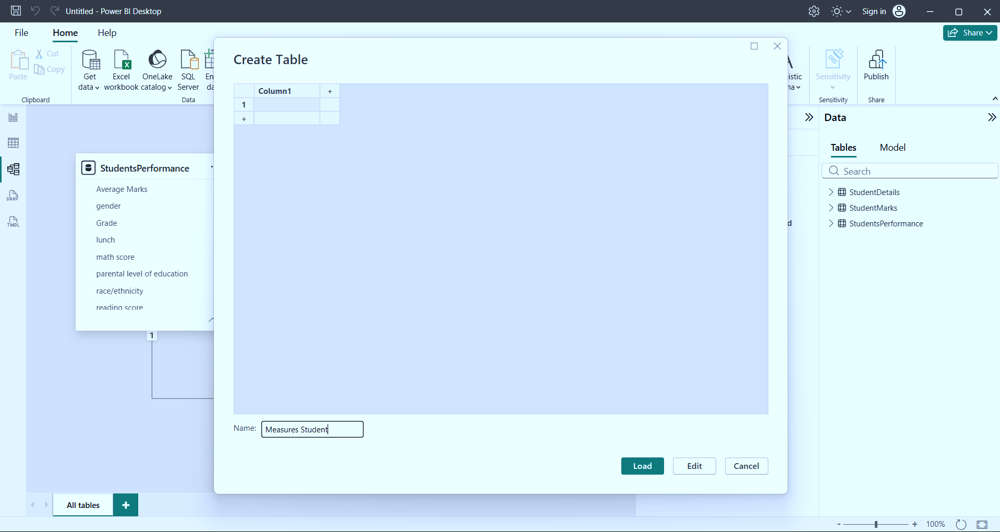 Untitled - Power BI Desktop
Sign in
File
Home
Help
Share
Paste
Cut
Copy
Clipboard
Get
data
Excel
workbook
OneLake
catalog
SQL
Server
En
da
Data
istic
na
Sensitivity
Sensitivity
Publish
Share
DAX
TMDL
StudentsPerformance
Average Marks
gender
Grade
lunch
math score
parental level of education
race/ethnicity
reading score
1
Create Table
Column1
+
1
+
Name:
Measures Student
Load
Edit
Cancel
d
Data
Tables
Model
Search
StudentDetails
StudentMarks
StudentsPerformance
All tables
+
-
+
100%